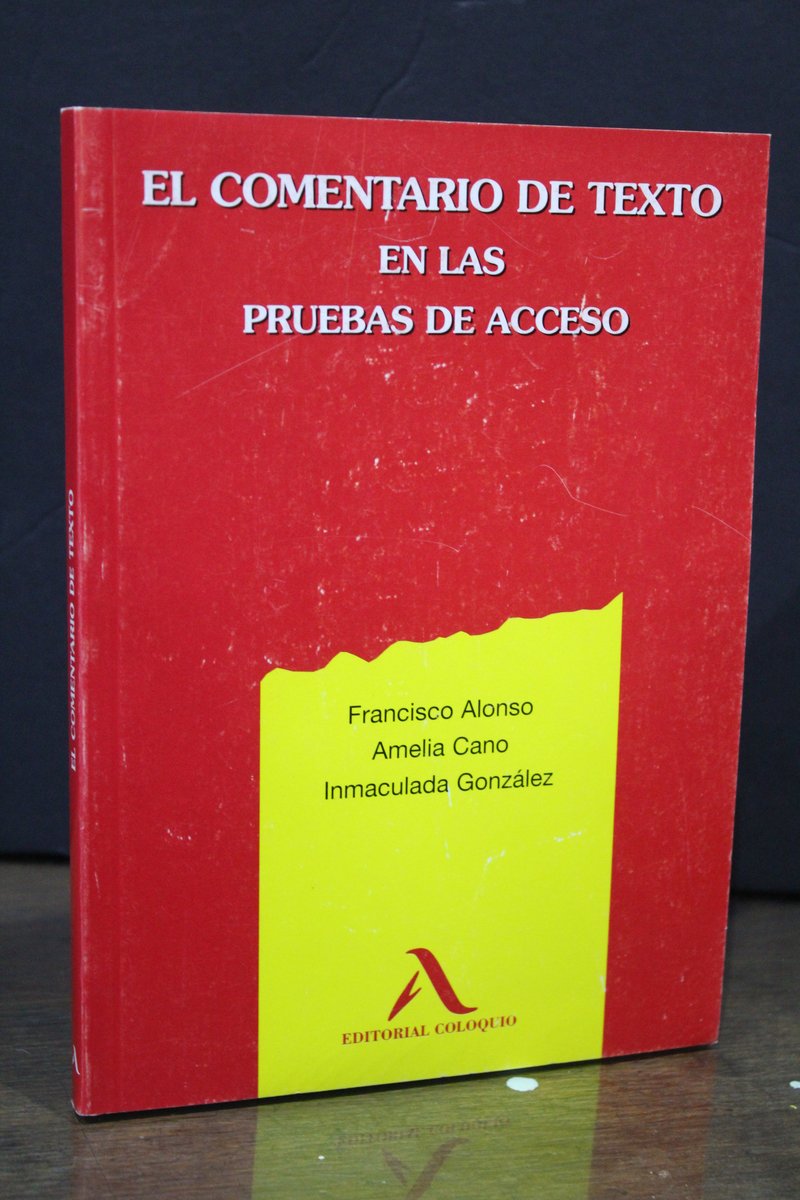 EL COMENTARIO DE TEXTO
EN LAS
PRUEBAS DE ACCESO
Francisco Alonso
Amelia Cano
Inmaculada González
EDITORIAL COLOQUIO
EL COMENTARIO DE TEXTO